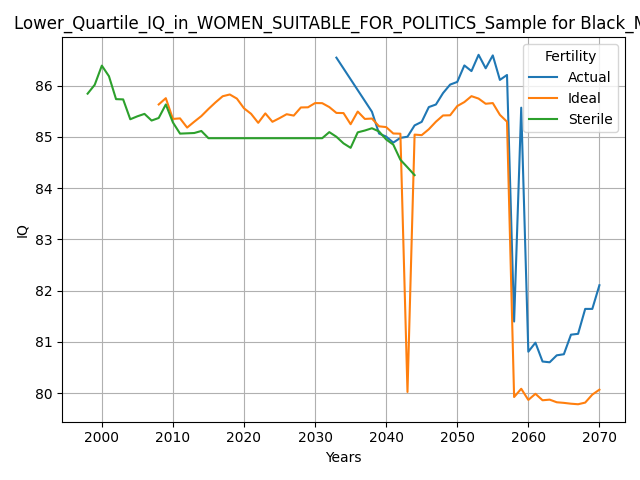 Lower_Quartile_IQ_in_WOMEN_SUITABLE_FOR_POLITICS_Sample for Black_M
Fertility
Actual
Ideal
Sterile
IQ
86
85
84
83
82
81
80
2000 2010 2020 2030 2040 2050 2060 2070
Years